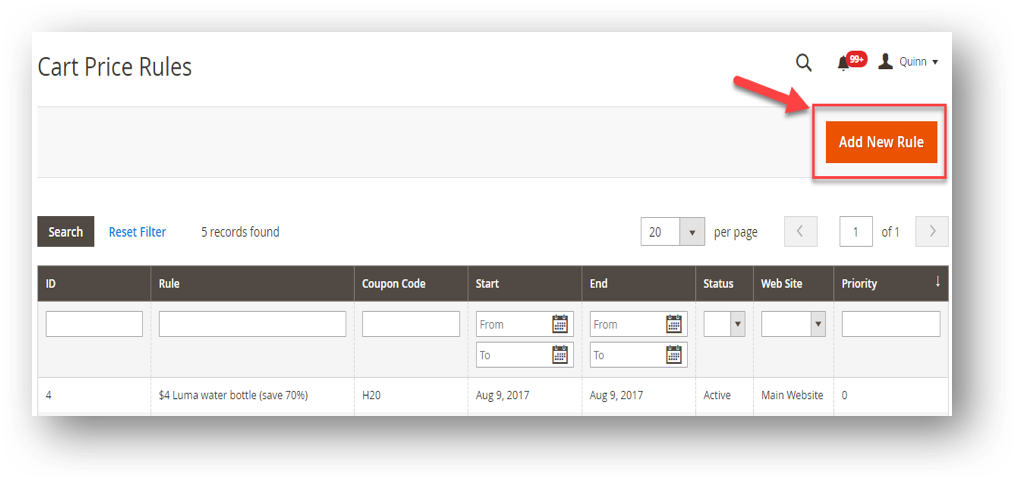 Cart Price Rules
99+ Quinn
Add New Rule
Search Reset Filter 5 records found 20 per page 1 of 1
ID Rule Coupon Code Start End Status Web Site Priority
From From
To To
4 $4 Luma water bottle (save 70%) H20 Aug 9, 2017 Aug 9, 2017 Active Main Website 0